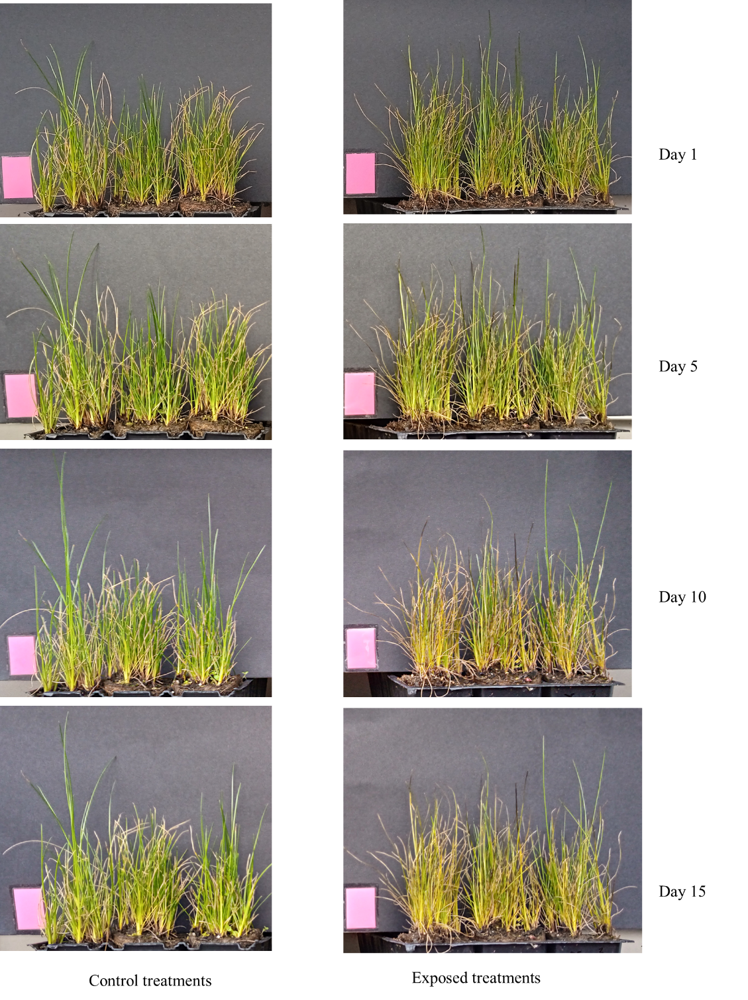 Day 1
Day 5
Day 10
Day 15
Control treatments
Exposed treatments